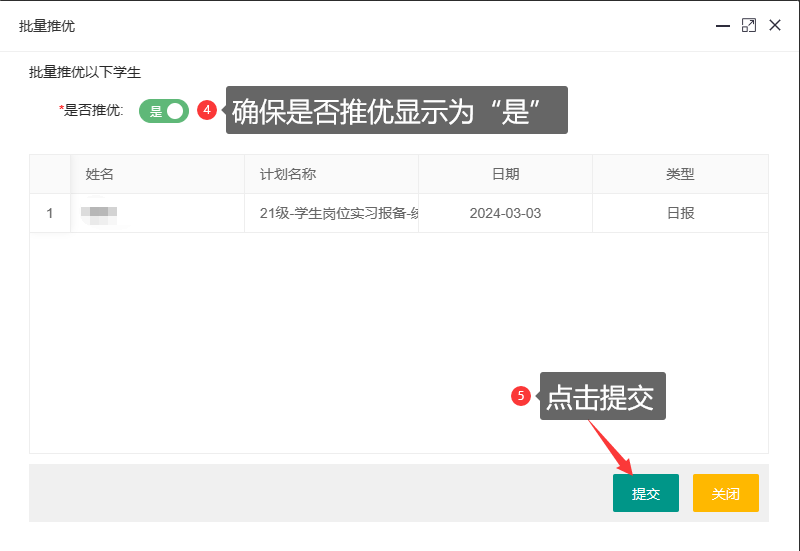 批量推优
批量推优以下学生
*是否推优: 是 4 确保是否推优显示为“是”
姓名 计划名称 日期 类型
1 21级-学生岗位实习报备- 2024-03-03 日报
5 点击提交
提交 关闭